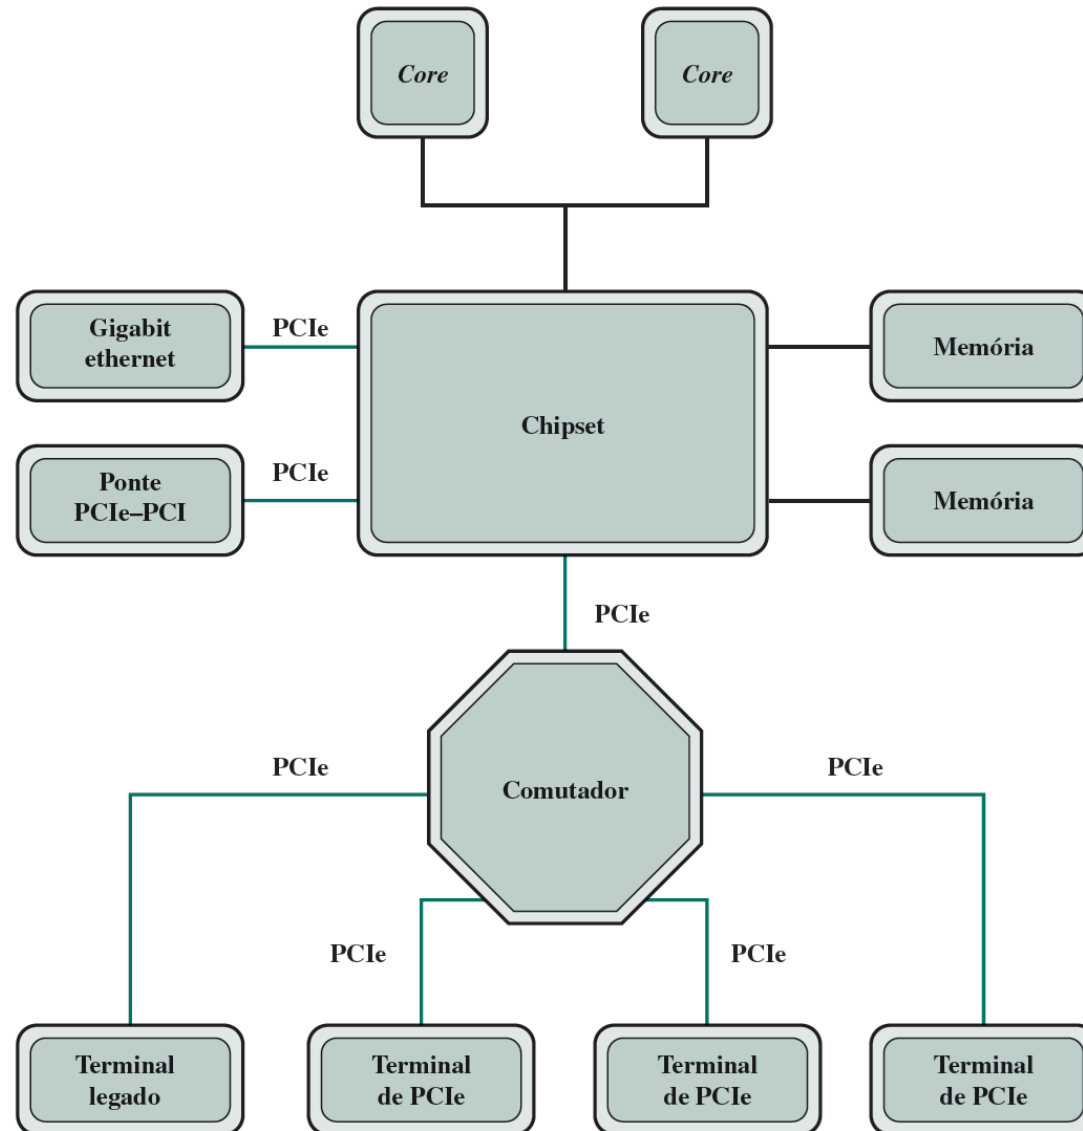 Core
Core
Gigabit
ethernet
PCIe
Memória
Chipset
Ponte
PCIe–PCI
PCIe
Memória
PCIe
PCIe
Comutador
PCIe
PCIe
PCIe
Terminal
legado
Terminal
de PCIe
Terminal
de PCIe
Terminal
de PCIe